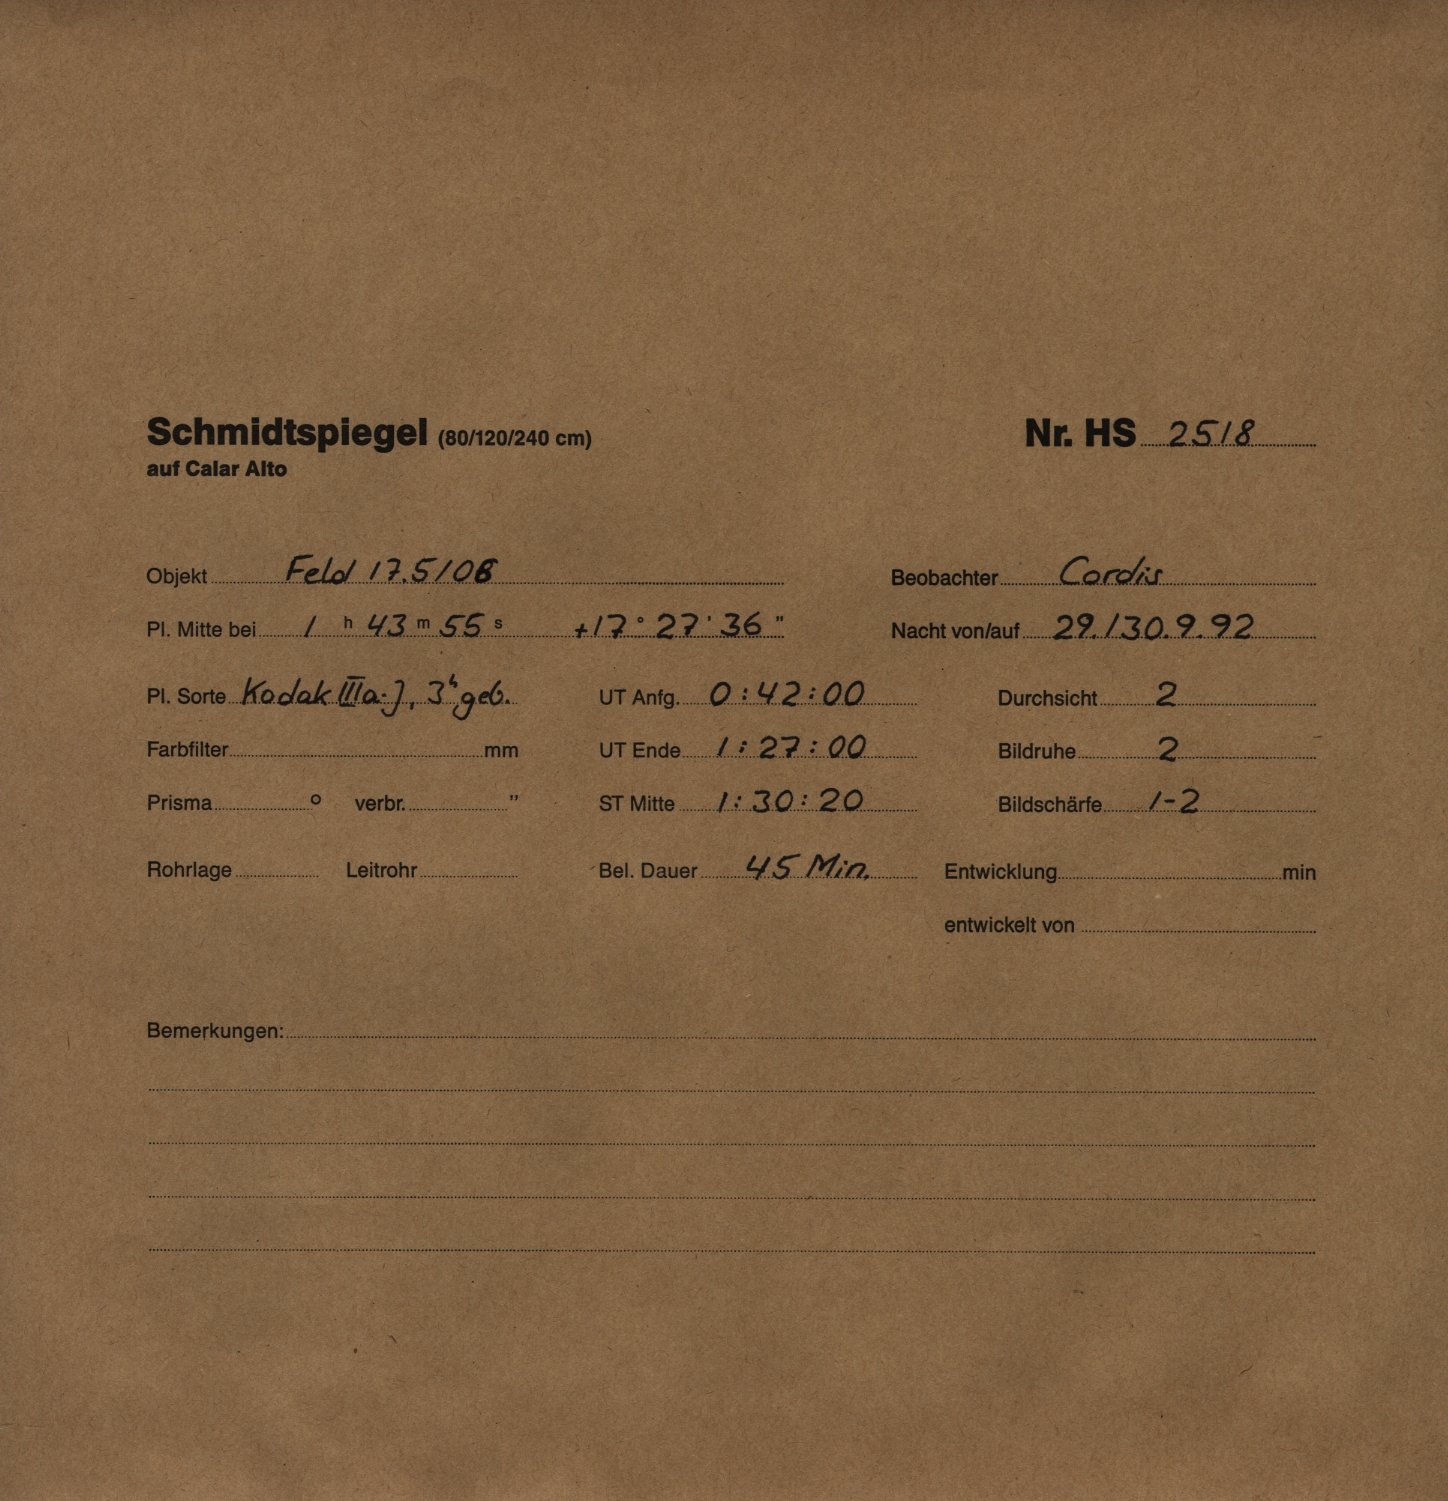 Schmidtspiegel (80/120/240 cm) Nr. HS 2518
auf Calar Alto
Objekt Feld 17.5/06 Beobachter Cordis
Pl. Mitte bei 1 h 43 m 55 s +17° 27' 36" Nacht von/auf 29./30.9.92
Pl. Sorte Kodak IIIa-J, 3h geb. UT Anfg. 0:42:00 Durchsicht 2
Farbfilter mm UT Ende 1:27:00 Bildruhe 2
Prisma ° verbr. " ST Mitte 1:30:20 Bildschärfe 1-2
Rohrlage Leitrohr Bel. Dauer 45 Min. Entwicklung min
entwickelt von
Bemerkungen: